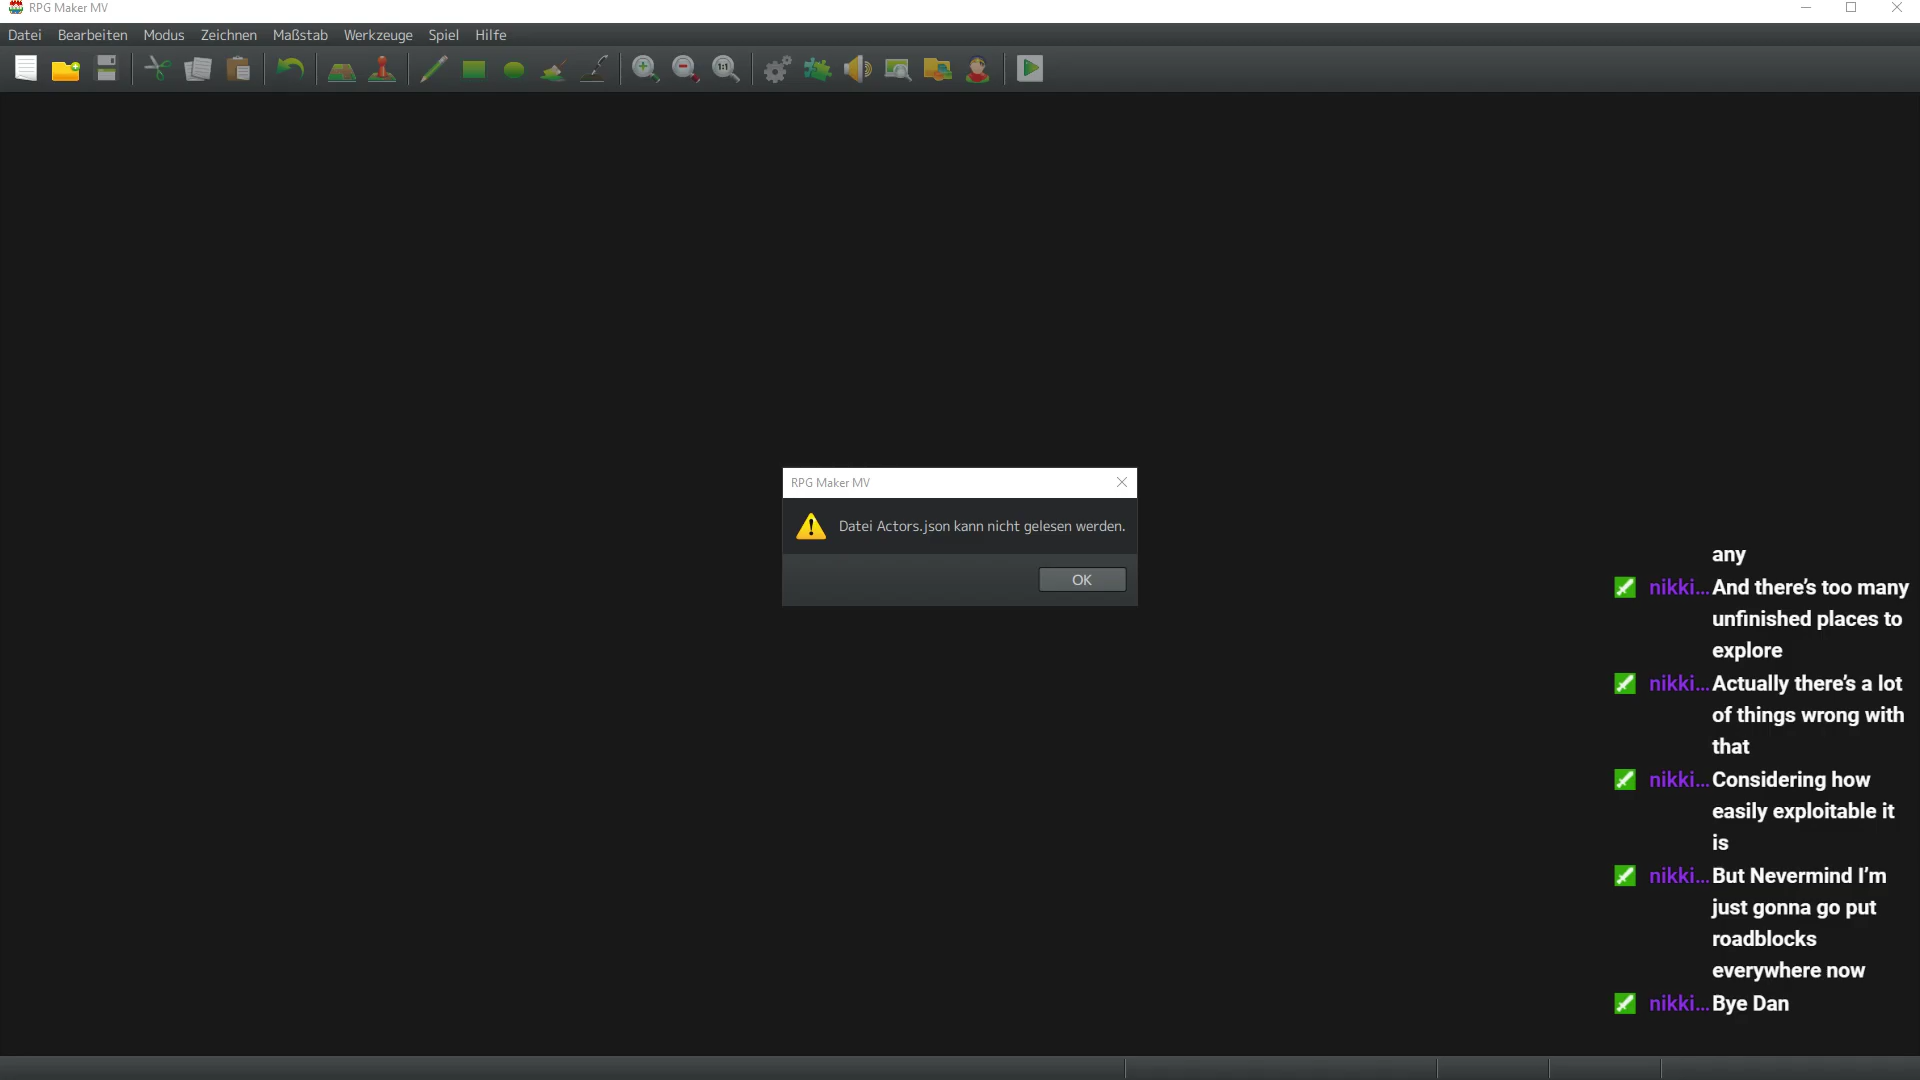 RPG Maker MV
Datei Bearbeiten Modus Zeichnen Maßstab Werkzeuge Spiel Hilfe
1:1
RPG Maker MV
Datei Actors.json kann nicht gelesen werden.
OK
any
nikki... And there's too many
unfinished places to
explore
nikki... Actually there's a lot
of things wrong with
that
nikki... Considering how
easily exploitable it
is
nikki... But Nevermind I'm
just gonna go put
roadblocks
everywhere now
nikki... Bye Dan